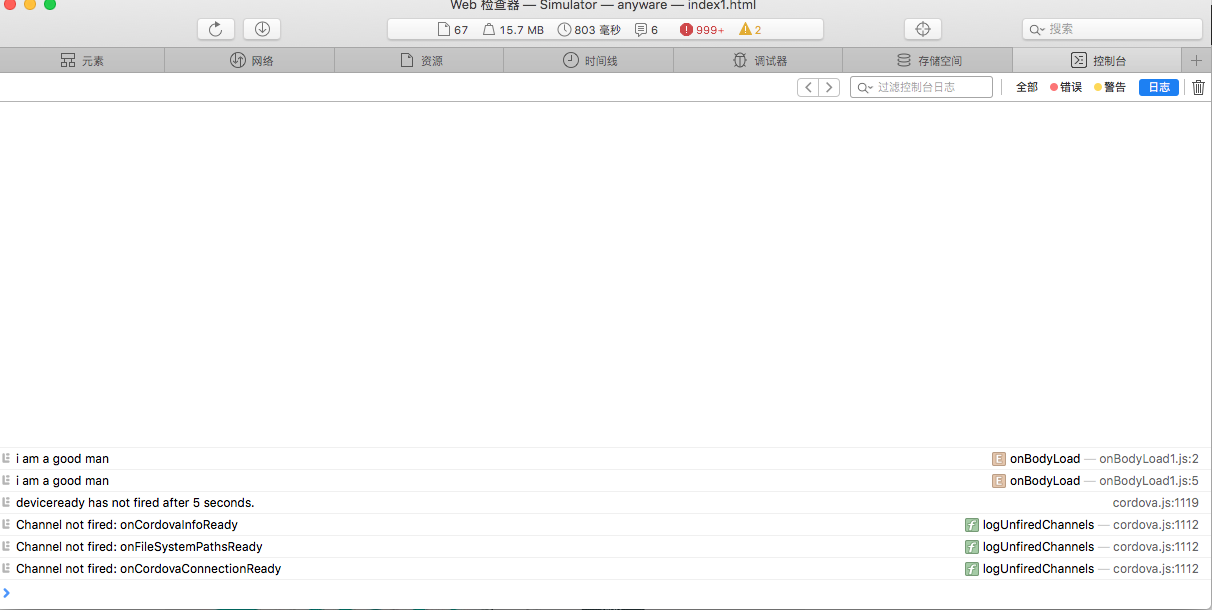 Web 检查器 — Simulator — anyware — index1.html
67 15.7 MB 803 毫秒 6 999+ 2 搜索
元素 网络 资源 时间线 调试器 存储空间 控制台
过滤控制台日志 全部 错误 警告 日志
i am a good man E onBodyLoad — onBodyLoad1.js:2
i am a good man E onBodyLoad — onBodyLoad1.js:5
deviceready has not fired after 5 seconds. cordova.js:1119
Channel not fired: onCordovaInfoReady f logUnfiredChannels — cordova.js:1112
Channel not fired: onFileSystemPathsReady f logUnfiredChannels — cordova.js:1112
Channel not fired: onCordovaConnectionReady f logUnfiredChannels — cordova.js:1112